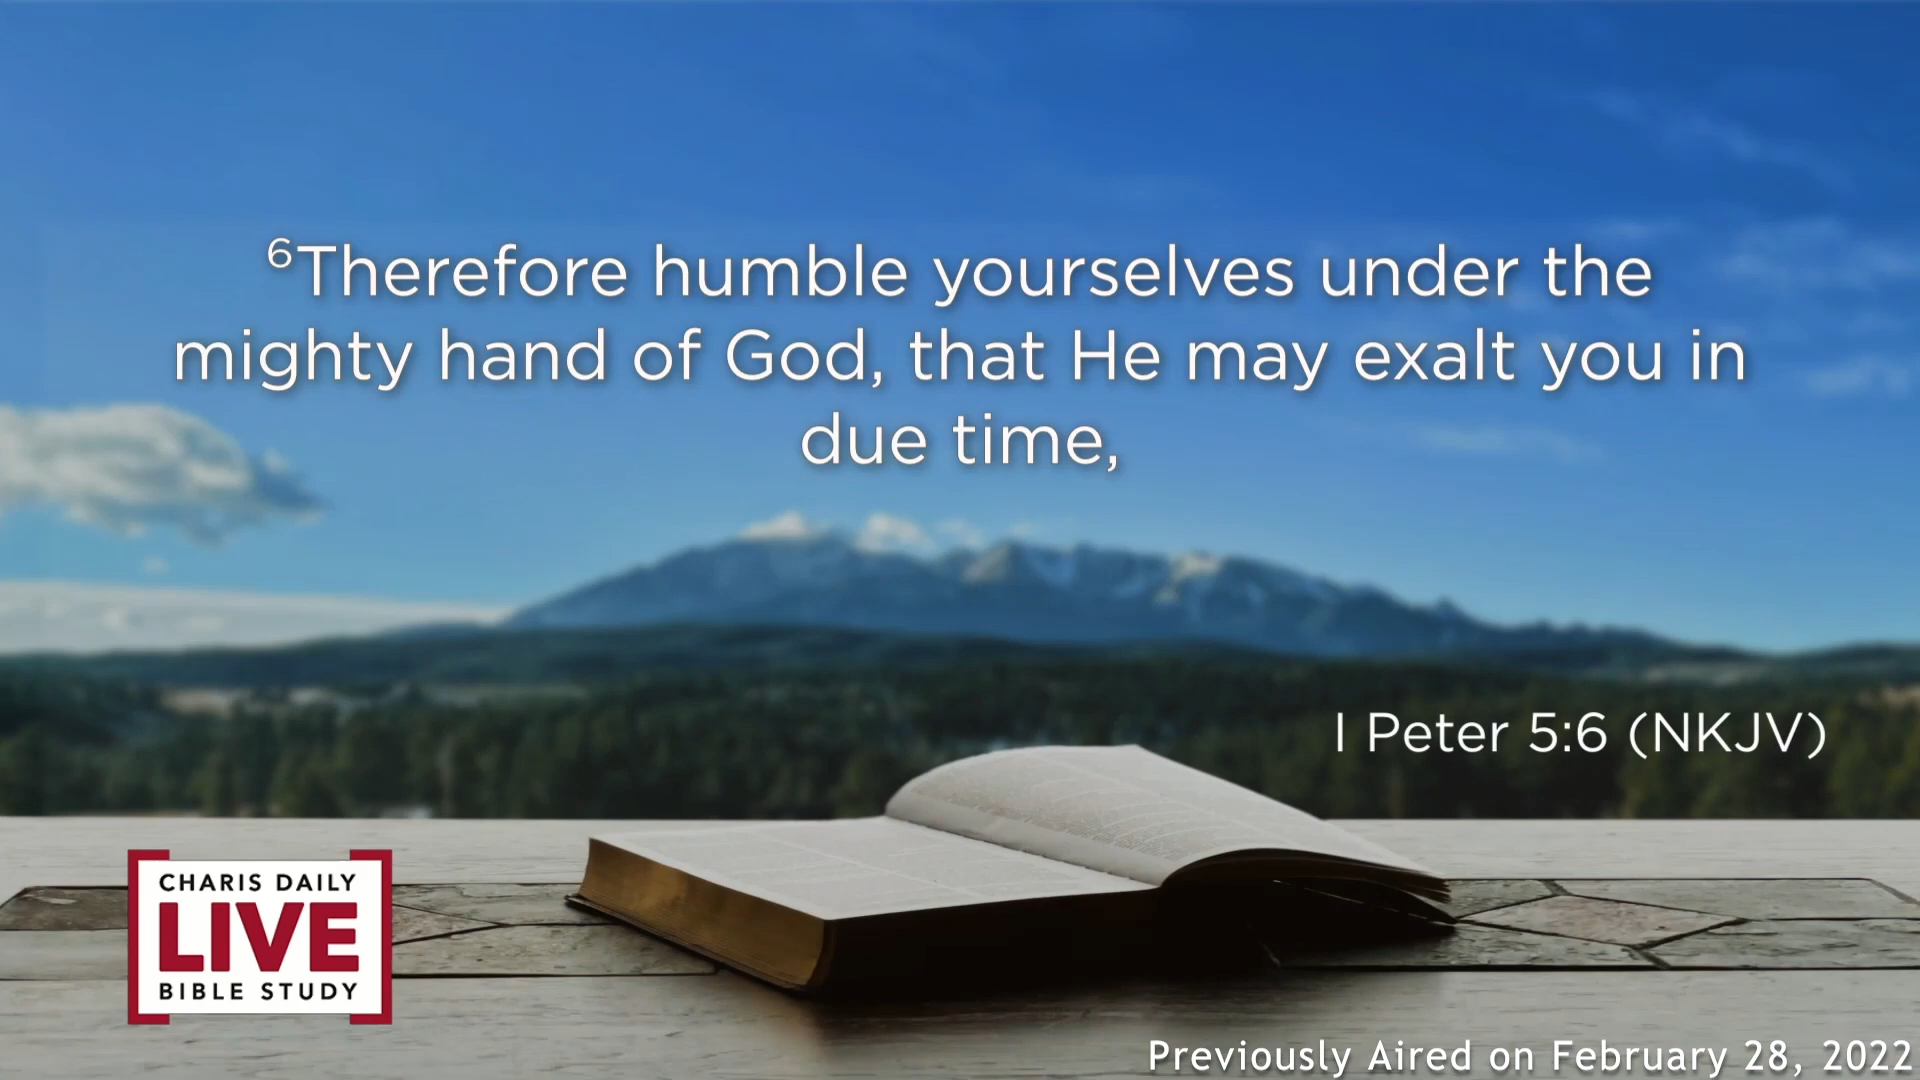 ⁶Therefore humble yourselves under the
mighty hand of God, that He may exalt you in
due time,
I Peter 5:6 (NKJV)
CHARIS DAILY
LIVE
BIBLE STUDY
Previously Aired on February 28, 2022